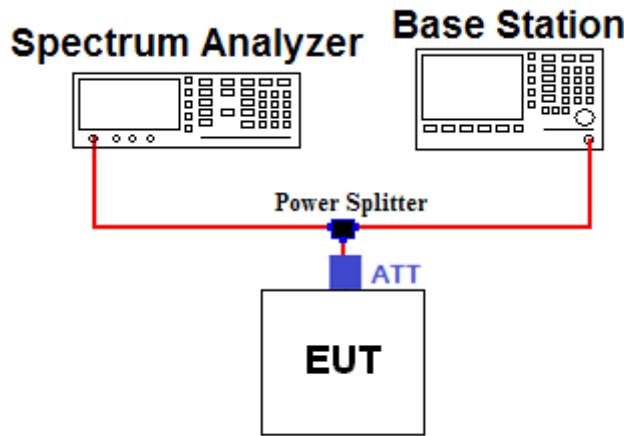 Spectrum Analyzer
Base Station
Power Splitter
ATT
EUT